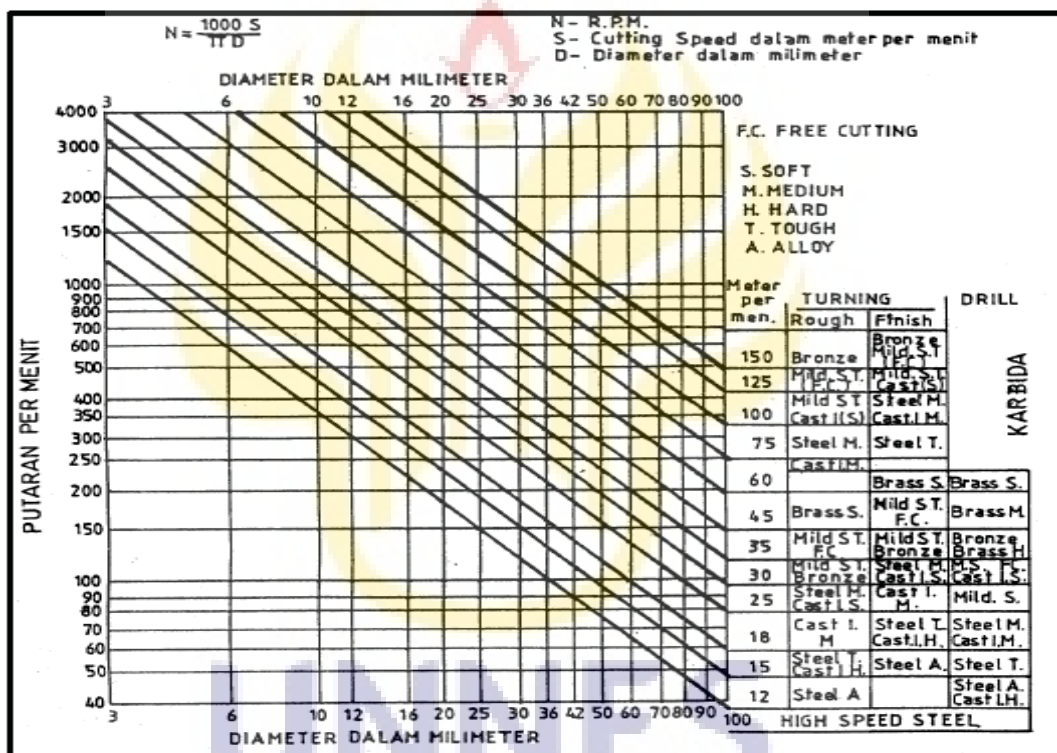 N = 1000 S / π D
N – R.P.M.
S – Cutting Speed dalam meter per menit
D – Diameter dalam milimeter
DIAMETER DALAM MILIMETER
3 6 10 12 16 20 25 30 36 42 50 60 70 80 90 100
PUTARAN PER MENIT
4000
3000
2000
1500
1000
900
800
700
600
500
400
350
300
250
200
150
100
90
80
70
60
50
40
3 6 10 12 16 20 25 30 36 42 50 60 70 80 90 100
DIAMETER DALAM MILIMETER
F.C. FREE CUTTING
S. SOFT
M. MEDIUM
H. HARD
T. TOUGH
A. ALLOY
Meter per men. TURNING DRILL
Rough Finish
Bronze
150 Bronze Mild. S.T
(F.C.)
125 Mild. S.T. Mild. S.T.
(F.C.) Cast(S)
Mild ST Steel M.
100 Cast I(S) Cast.I M.
75 Steel M. Steel T.
Cast I.M.
60 Brass S. Brass S.
45 Brass S. Mild ST. Brass M
F.C.
35 Mild ST. Mild ST. Bronze
F.C. Bronze Brass H
30 Mild ST. Steel M. M.S. FC.
Bronze Cast I.S. Cast I.S.
25 Steel M. Cast I. Mild. S.
Cast I. S. M.
18 Cast I. Steel T. Steel M.
M Cast.I.H. Cast I.M.
15 Steel T. Steel A. Steel T.
Cast I H.
12 Steel A Steel A.
Cast I.H.
HIGH SPEED STEEL
KARBIDA
UNNES